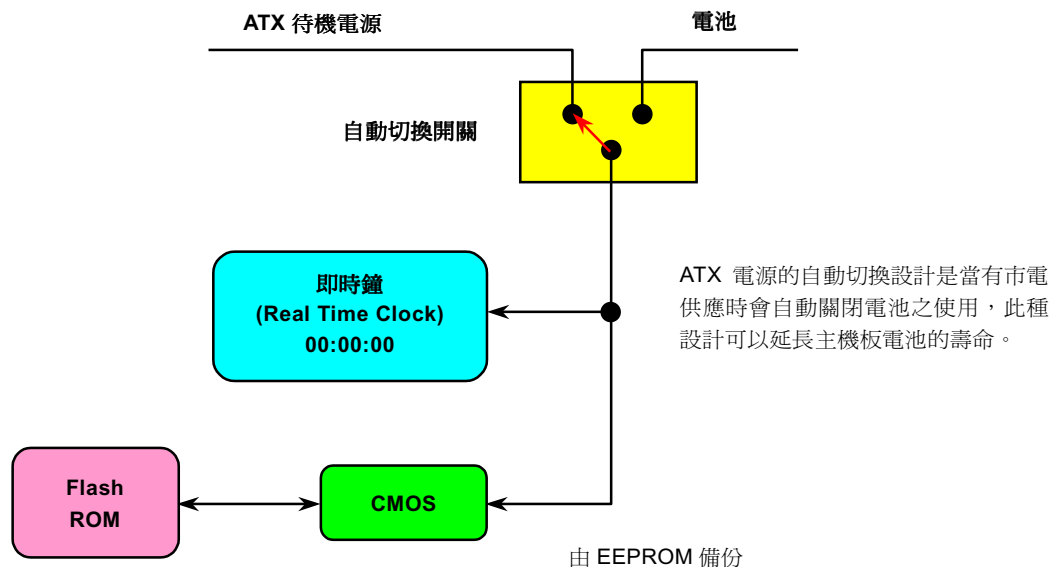 ATX 待機電源
電池
自動切換開關
即時鐘
(Real Time Clock)
00:00:00
ATX 電源的自動切換設計是當有市電
供應時會自動關閉電池之使用，此種
設計可以延長主機板電池的壽命。
Flash
ROM
CMOS
由 EEPROM 備份